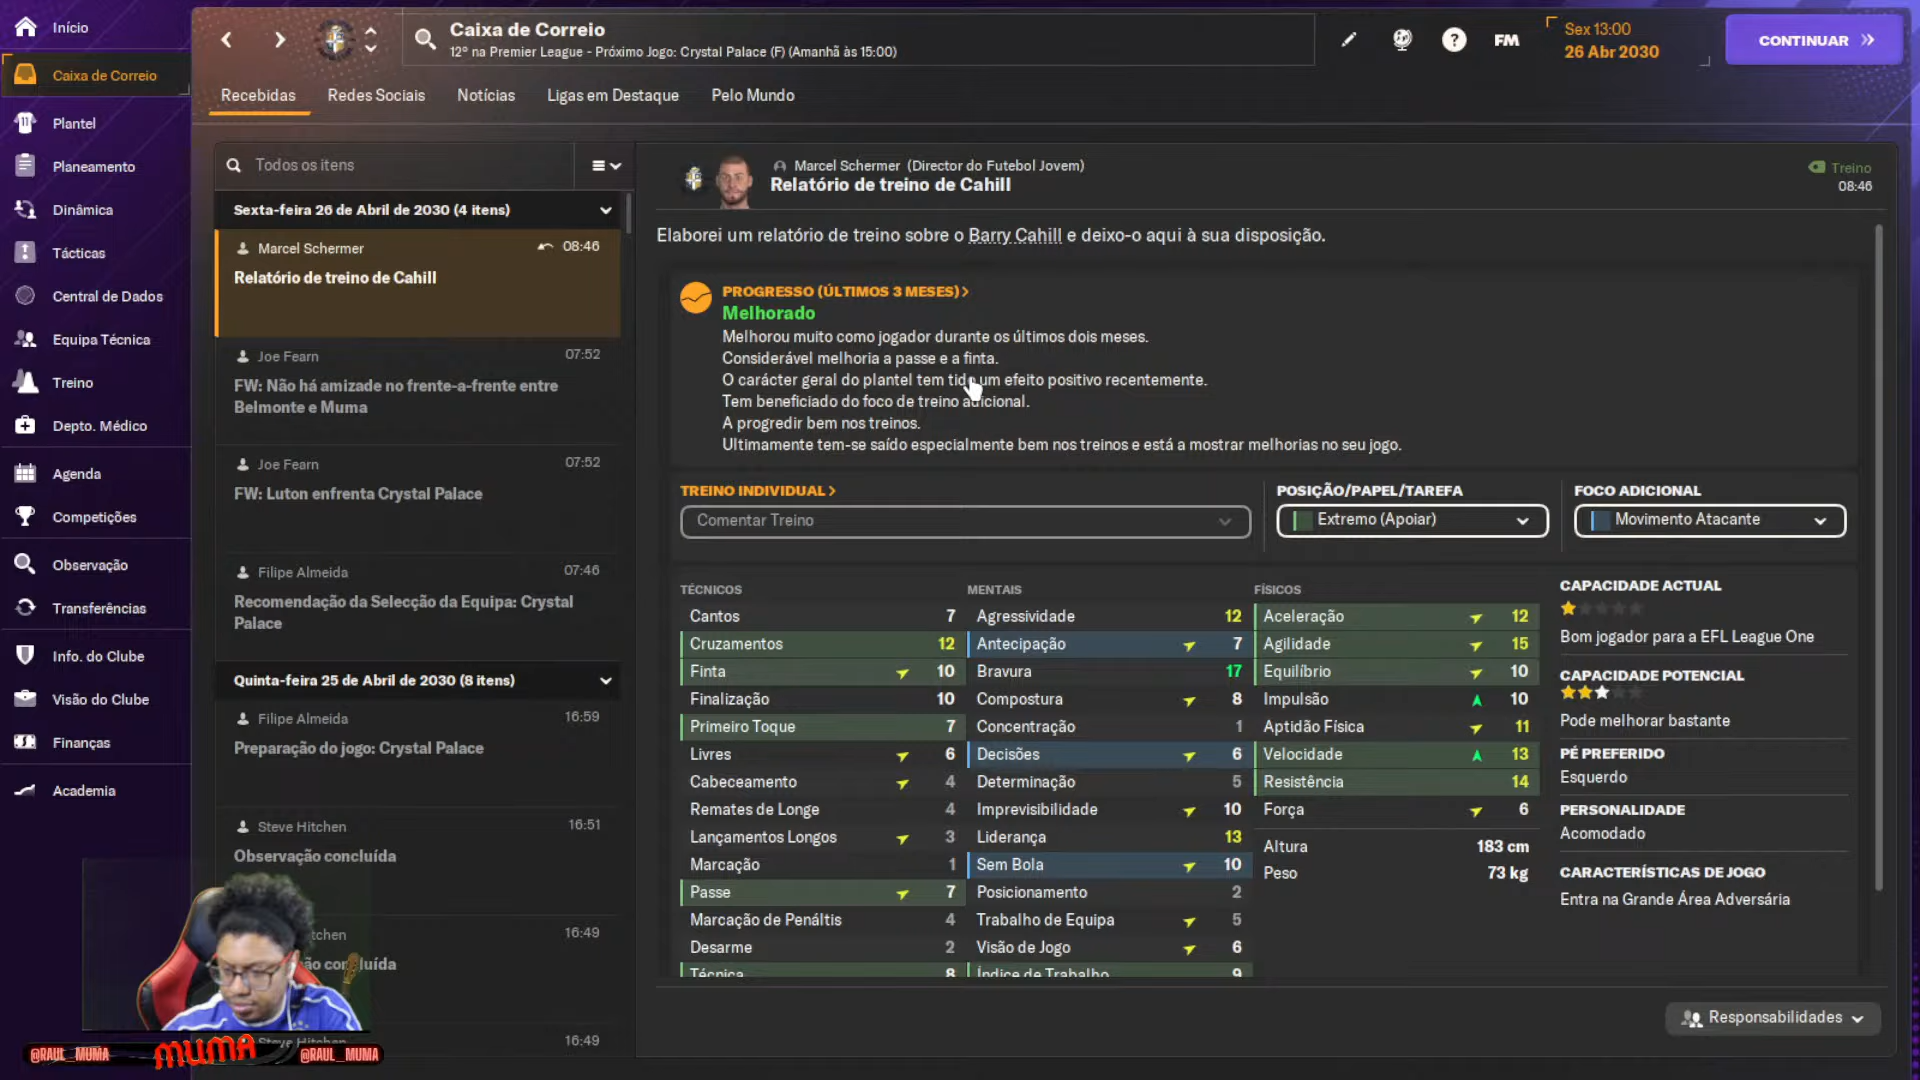 Início
Caixa de Correio
Plantel
Planeamento
Dinâmica
Tácticas
Central de Dados
Equipa Técnica
Treino
Depto. Médico
Agenda
Competições
Observação
Transferências
Info. do Clube
Visão do Clube
Finanças
Academia
Caixa de Correio
12º na Premier League - Próximo Jogo: Crystal Palace (F) (Amanhã às 15:00)
?
FM
Sex 13:00
26 Abr 2030
CONTINUAR
Recebidas
Redes Sociais
Notícias
Ligas em Destaque
Pelo Mundo
Todos os itens
Sexta-feira 26 de Abril de 2030 (4 itens)
Marcel Schermer 08:46
Relatório de treino de Cahill
Joe Fearn 07:52
FW: Não há amizade no frente-a-frente entre
Belmonte e Muma
Joe Fearn 07:52
FW: Luton enfrenta Crystal Palace
Filipe Almeida 07:46
Recomendação da Selecção da Equipa: Crystal
Palace
Quinta-feira 25 de Abril de 2030 (8 itens)
Filipe Almeida 16:59
Preparação do jogo: Crystal Palace
Steve Hitchen 16:51
Observação concluída
16:49
Steve Hitchen 16:49
Marcel Schermer (Director do Futebol Jovem)
Relatório de treino de Cahill
Treino
08:46
Elaborei um relatório de treino sobre o Barry Cahill e deixo-o aqui à sua disposição.
PROGRESSO (ÚLTIMOS 3 MESES)
Melhorado
Melhorou muito como jogador durante os últimos dois meses.
Considerável melhoria a passe e a finta.
O carácter geral do plantel tem tido um efeito positivo recentemente.
Tem beneficiado do foco de treino adicional.
A progredir bem nos treinos.
Ultimamente tem-se saído especialmente bem nos treinos e está a mostrar melhorias no seu jogo.
TREINO INDIVIDUAL
Comentar Treino
POSIÇÃO/PAPEL/TAREFA
Extremo (Apoiar)
FOCO ADICIONAL
Movimento Atacante
TÉCNICOS
Cantos 7
Cruzamentos 12
Finta 10
Finalização 10
Primeiro Toque 7
Livres 6
Cabeceamento 4
Remates de Longe 4
Lançamentos Longos 3
Marcação 1
Passe 7
Marcação de Penáltis 4
Desarme 2
Técnica 8
MENTAIS
Agressividade 12
Antecipação 7
Bravura 17
Compostura 8
Concentração 1
Decisões 6
Determinação 5
Imprevisibilidade 10
Liderança 13
Sem Bola 10
Posicionamento 2
Trabalho de Equipa 5
Visão de Jogo 6
Índice de Trabalho 9
FÍSICOS
Aceleração 12
Agilidade 15
Equilíbrio 10
Impulsão 10
Aptidão Física 11
Velocidade 13
Resistência 14
Força 6
Altura 183 cm
Peso 73 kg
CAPACIDADE ACTUAL
Bom jogador para a EFL League One
CAPACIDADE POTENCIAL
Pode melhorar bastante
PÉ PREFERIDO
Esquerdo
PERSONALIDADE
Acomodado
CARACTERÍSTICAS DE JOGO
Entra na Grande Área Adversária
Responsabilidades
@RAUL_MUMA MUMA @RAUL_MUMA